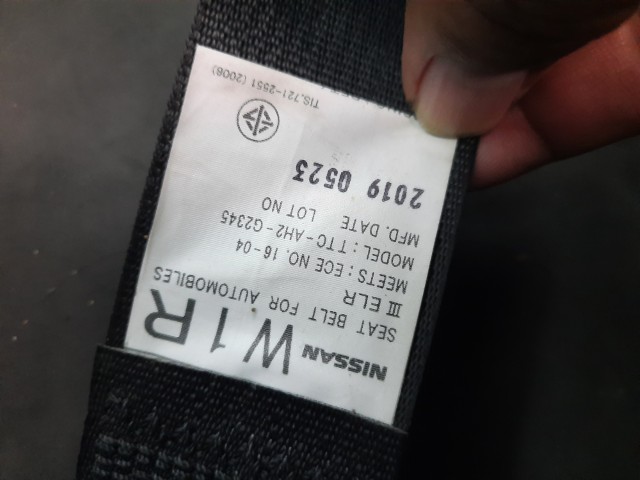 NISSAN W1R
SEAT BELT FOR AUTOMOBILES
III ELR
MEETS : ECE NO. 16-04
MODEL : TTC-AH2-G2345
MFD. DATE LOT NO
2019 0523
TIS.721-2551 (2008)